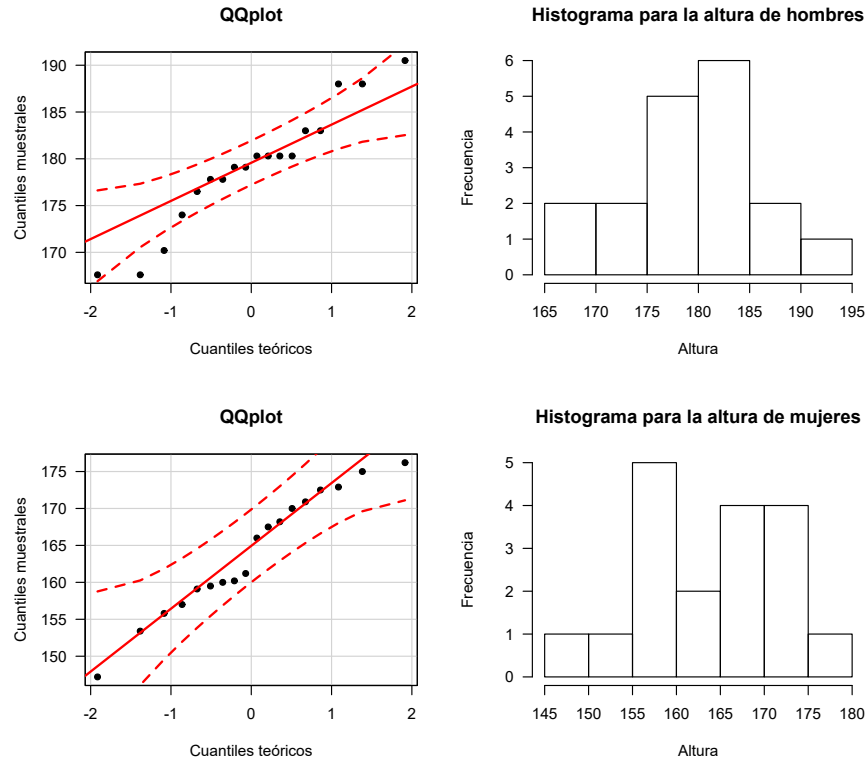 QQplot
Cuantiles muestrales
190
185
180
175
170
-2 -1 0 1 2
Cuantiles teóricos
Histograma para la altura de hombres
Frecuencia
6
5
4
3
2
1
0
165 170 175 180 185 190 195
Altura
QQplot
Cuantiles muestrales
175
170
165
160
155
150
-2 -1 0 1 2
Cuantiles teóricos
Histograma para la altura de mujeres
Frecuencia
5
4
3
2
1
0
145 150 155 160 165 170 175 180
Altura